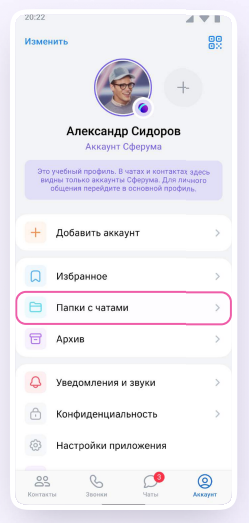 20:22
Изменить
Александр Сидоров
Аккаунт Сферума
Это учебный профиль. В чатах и контактах здесь
видны только аккаунты Сферума. Для личного
общения перейдите в основной профиль.
Добавить аккаунт
Избранное
Папки с чатами
Архив
Уведомления и звуки
Конфиденциальность
Настройки приложения
3
Контакты Звонки Чаты Аккаунт